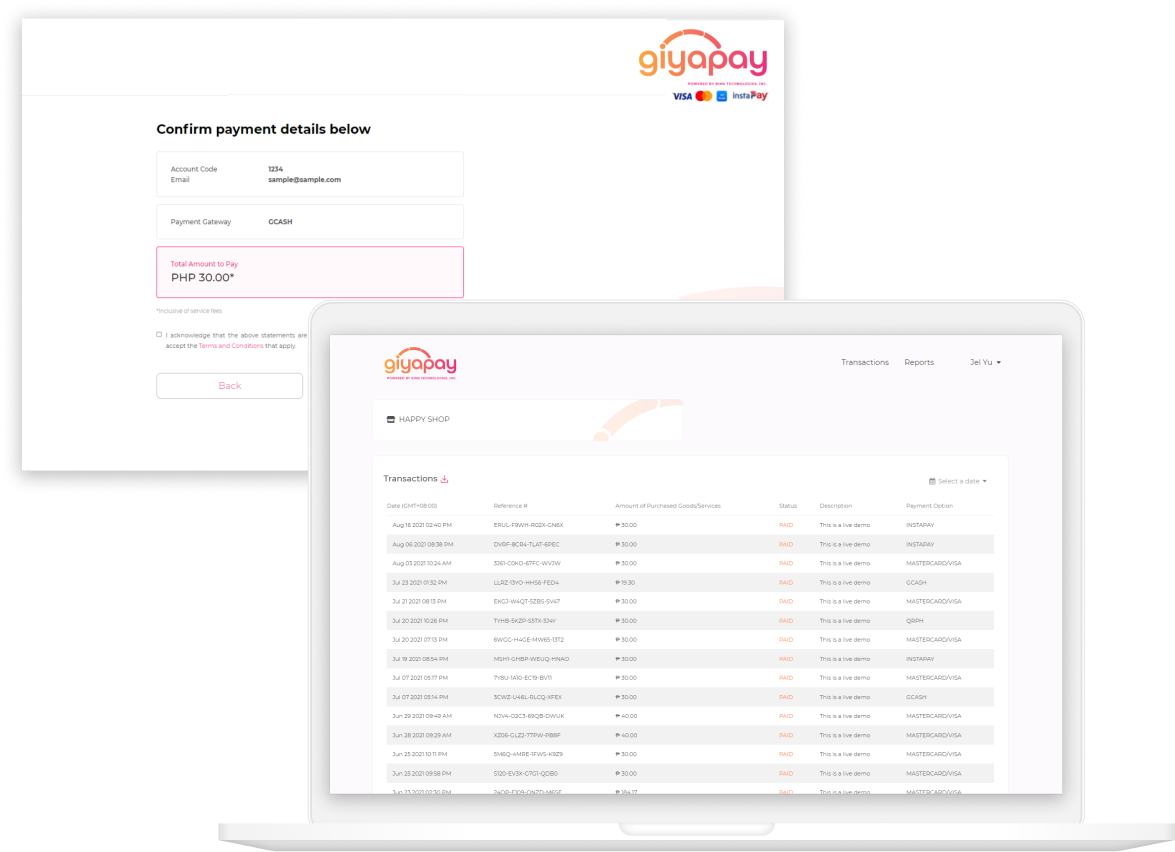 giyapay
POWERED BY BINK TECHNOLOGIES, INC.
VISA instaPay
Confirm payment details below
Account Code 1234
Email sample@sample.com
Payment Gateway GCASH
Total Amount to Pay
PHP 30.00*
*Inclusive of service fees
I acknowledge that the above statements are
accept the Terms and Conditions that apply.
Back
giyapay
POWERED BY BINK TECHNOLOGIES, INC.
Transactions Reports Jel Yu
HAPPY SHOP
Transactions
Select a date
Date (GMT+08:00) Reference # Amount of Purchased Goods/Services Status Description Payment Option
Aug 16 2021 02:40 PM ERUL-F9WH-R02X-GN6X ₱ 30.00 PAID This is a live demo INSTAPAY
Aug 06 2021 08:38 PM DVRF-8CR4-TLAT-6PEC ₱ 30.00 PAID This is a live demo INSTAPAY
Aug 03 2021 10:24 AM 3J61-C0KO-67FC-WVJW ₱ 30.00 PAID This is a live demo MASTERCARD/VISA
Jul 23 2021 01:32 PM LLRZ-13YO-HHS6-FED4 ₱ 19.30 PAID This is a live demo GCASH
Jul 21 2021 08:13 PM EKGJ-W4QT-SZBS-SV47 ₱ 30.00 PAID This is a live demo MASTERCARD/VISA
Jul 20 2021 10:26 PM TYHB-5KZP-S5TX-3J4Y ₱ 30.00 PAID This is a live demo QRPH
Jul 20 2021 07:13 PM 6WGG-H4GE-MW65-13T2 ₱ 30.00 PAID This is a live demo MASTERCARD/VISA
Jul 19 2021 08:54 PM MSH1-GHBP-WEUQ-HNAO ₱ 30.00 PAID This is a live demo INSTAPAY
Jul 07 2021 05:17 PM 7Y8U-1A10-EC19-BV11 ₱ 30.00 PAID This is a live demo MASTERCARD/VISA
Jul 07 2021 05:14 PM 3CWZ-U46L-RLCQ-XFEX ₱ 30.00 PAID This is a live demo GCASH
Jun 29 2021 09:49 AM NJV4-O2C3-69QB-DWUK ₱ 40.00 PAID This is a live demo MASTERCARD/VISA
Jun 28 2021 09:29 AM XZ06-GLZ2-77PW-PB8F ₱ 40.00 PAID This is a live demo MASTERCARD/VISA
Jun 25 2021 10:11 PM 5M6Q-4MRE-1FWS-K9Z9 ₱ 30.00 PAID This is a live demo MASTERCARD/VISA
Jun 25 2021 09:58 PM S120-EV3X-G7G1-QDB0 ₱ 30.00 PAID This is a live demo MASTERCARD/VISA
Jun 23 2021 02:30 PM ₱ 184.17 PAID This is a live demo MASTERCARD/VISA